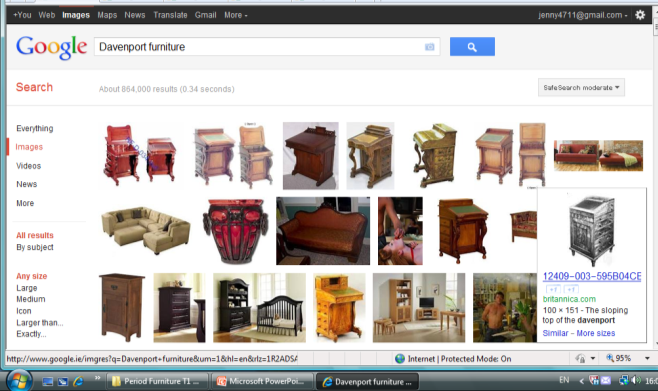 +You Web Images Maps News Translate Gmail More
jenny4711@gmail.com
Google
Davenport furniture
Search
About 864,000 results (0.34 seconds)
SafeSearch moderate
Everything
Images
Videos
News
More
All results
By subject
Any size
Large
Medium
Icon
Larger than...
Exactly...
12409-003-595B04CE
britannica.com
100 × 151 - The sloping
top of the davenport
Similar - More sizes
http://www.google.ie/imgres?q=Davenport+furniture&um=1&hl=en&rlz=1R2ADSA
Internet | Protected Mode: On
95%
Period Furniture T1 ...
Microsoft PowerPoi...
Davenport furniture ...
EN